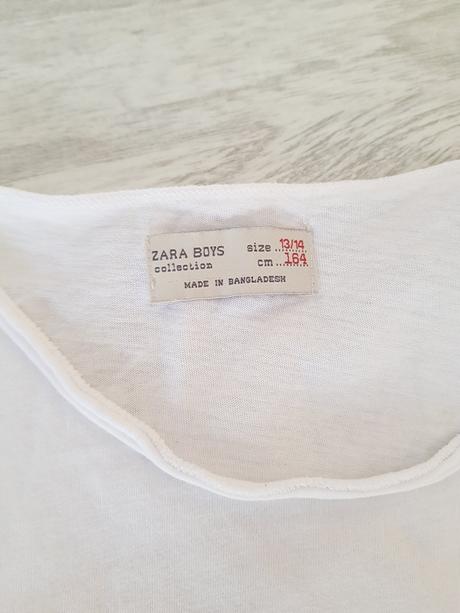 ZARA BOYS size 13/14
collection cm 164
MADE IN BANGLADESH